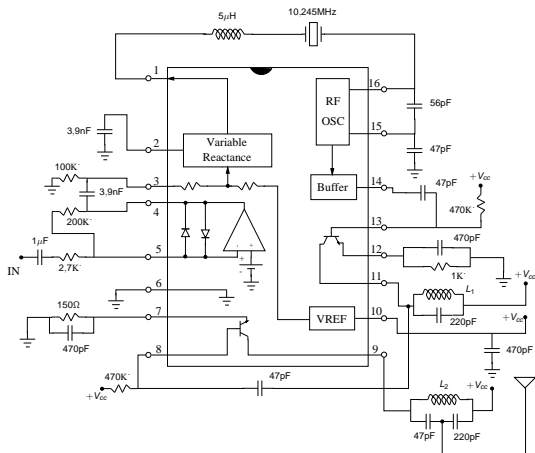 5μH
10,245MHz
1
16
RF
OSC
56pF
3,9nF
2
Variable
Reactance
15
47pF
100K·
3
Buffer
14
47pF
+Vcc
3,9nF
470K·
4
200K·
13
1μF
470pF
12
IN
2,7K·
5
- +
+
-
1K·
11
+Vcc
L1
6
150Ω
7
VREF
10
220pF
+Vcc
470pF
8
9
470pF
470K·
47pF
L2
+Vcc
+Vcc
47pF
220pF